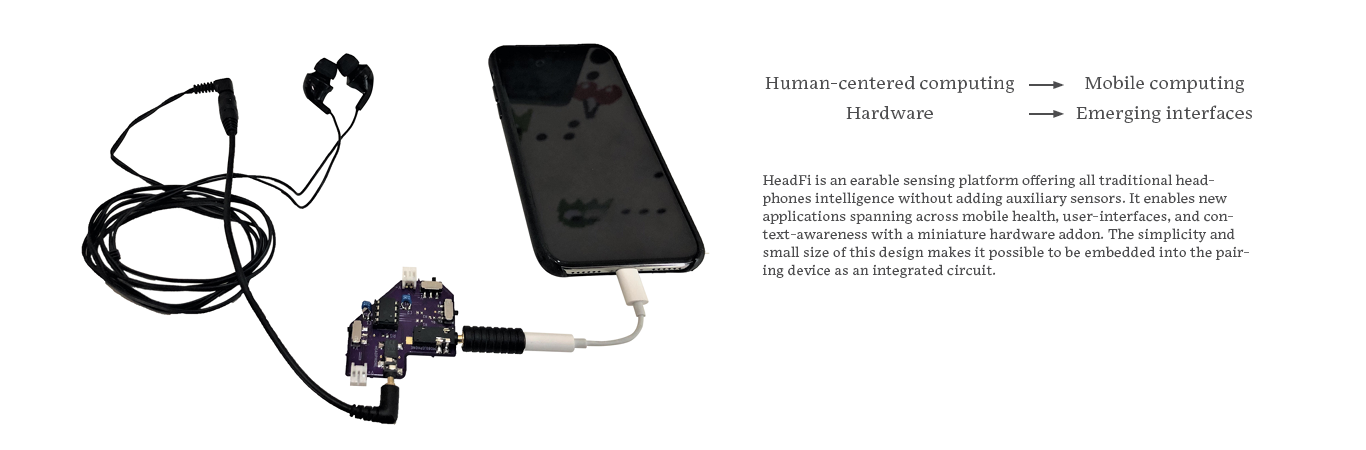 Human-centered computing → Mobile computing
Hardware → Emerging interfaces
HeadFi is an earable sensing platform offering all traditional head-
phones intelligence without adding auxiliary sensors. It enables new
applications spanning across mobile health, user-interfaces, and con-
text-awareness with a miniature hardware addon. The simplicity and
small size of this design makes it possible to be embedded into the pair-
ing device as an integrated circuit.